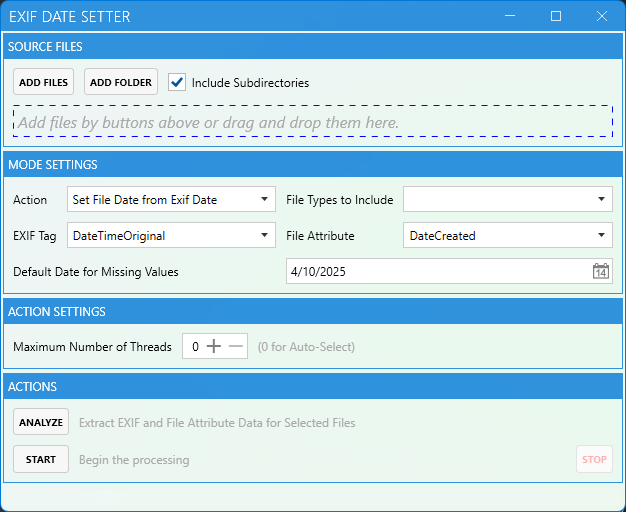 EXIF DATE SETTER
SOURCE FILES
ADD FILES ADD FOLDER Include Subdirectories
Add files by buttons above or drag and drop them here.
MODE SETTINGS
Action Set File Date from Exif Date File Types to Include
EXIF Tag DateTimeOriginal File Attribute DateCreated
Default Date for Missing Values 4/10/2025 14
ACTION SETTINGS
Maximum Number of Threads 0 (0 for Auto-Select)
ACTIONS
ANALYZE Extract EXIF and File Attribute Data for Selected Files
START Begin the processing STOP